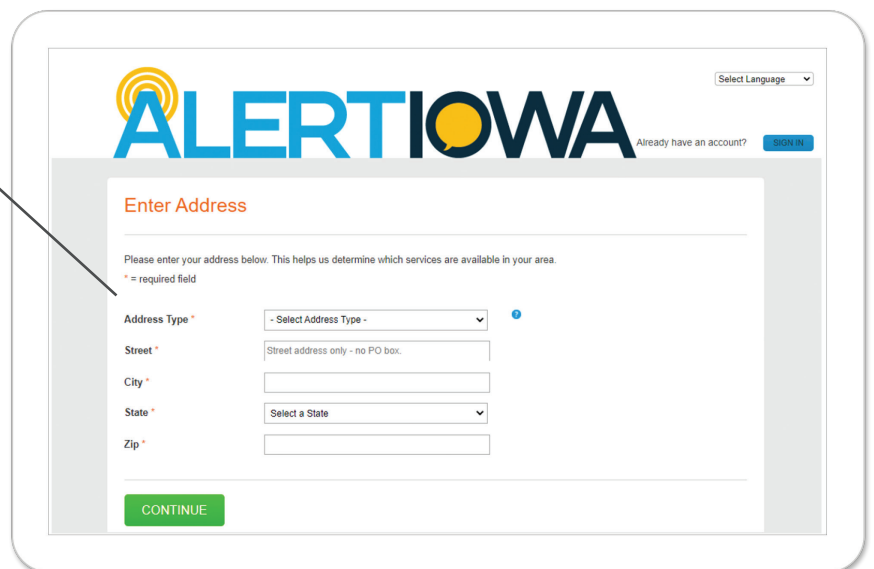 ALERTIOWA
Select Language
Already have an account?
SIGN IN
Enter Address
Please enter your address below. This helps us determine which services are available in your area.
* = required field
Address Type *
- Select Address Type -
?
Street *
Street address only - no PO box.
City *
State *
Select a State
Zip *
CONTINUE